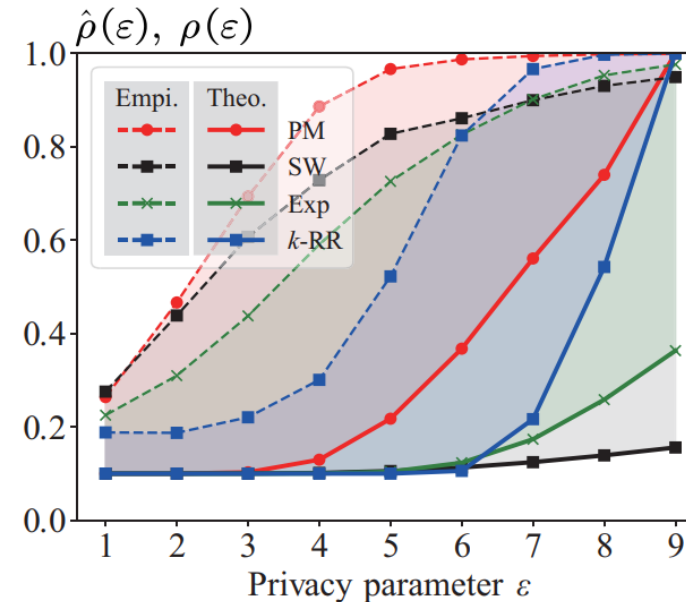 ρ̂(ε), ρ(ε)
1.0
0.8
0.6
0.4
0.2
0.0
Empi. Theo.
PM
SW
Exp
k-RR
1 2 3 4 5 6 7 8 9
Privacy parameter ε